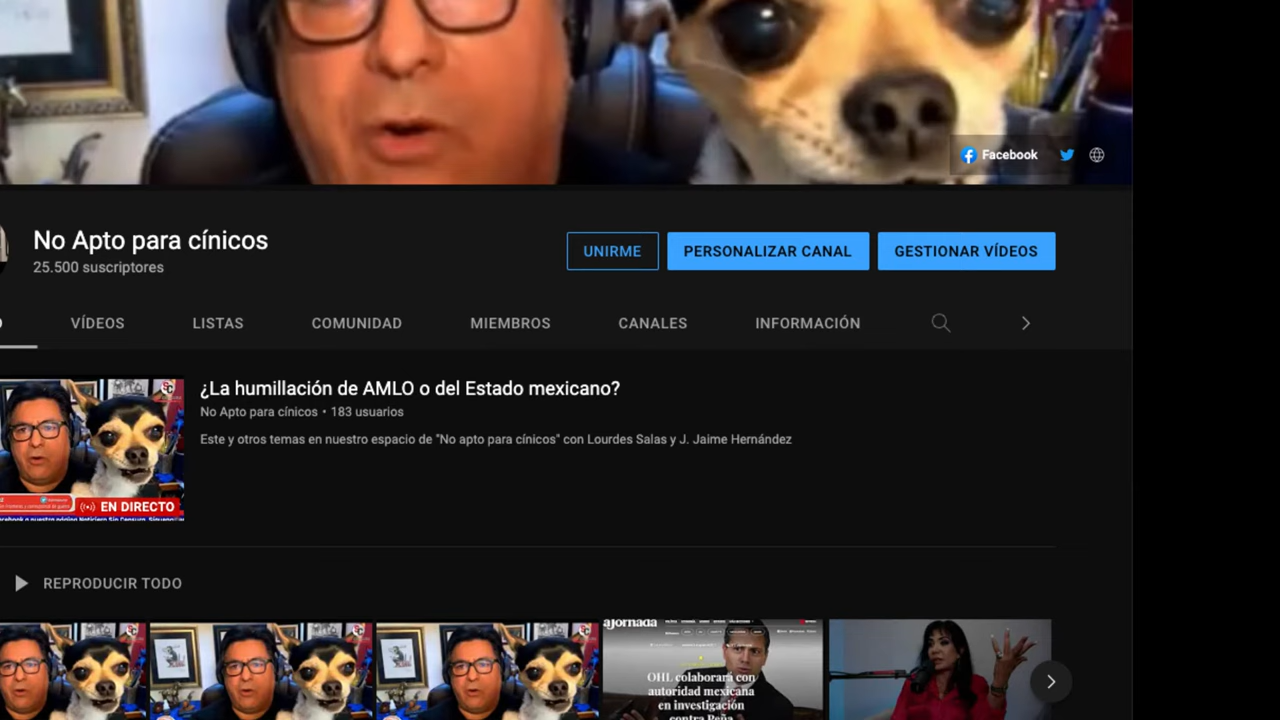 Facebook
No Apto para cínicos
25.500 suscriptores
UNIRME
PERSONALIZAR CANAL
GESTIONAR VÍDEOS
VÍDEOS
LISTAS
COMUNIDAD
MIEMBROS
CANALES
INFORMACIÓN
¿La humillación de AMLO o del Estado mexicano?
No Apto para cínicos • 183 usuarios
Este y otros temas en nuestro espacio de "No apto para cínicos" con Lourdes Salas y J. Jaime Hernández
EN DIRECTO
REPRODUCIR TODO
aJornada
OHL colaborará con
autoridad mexicana
en investigación
contra Peña